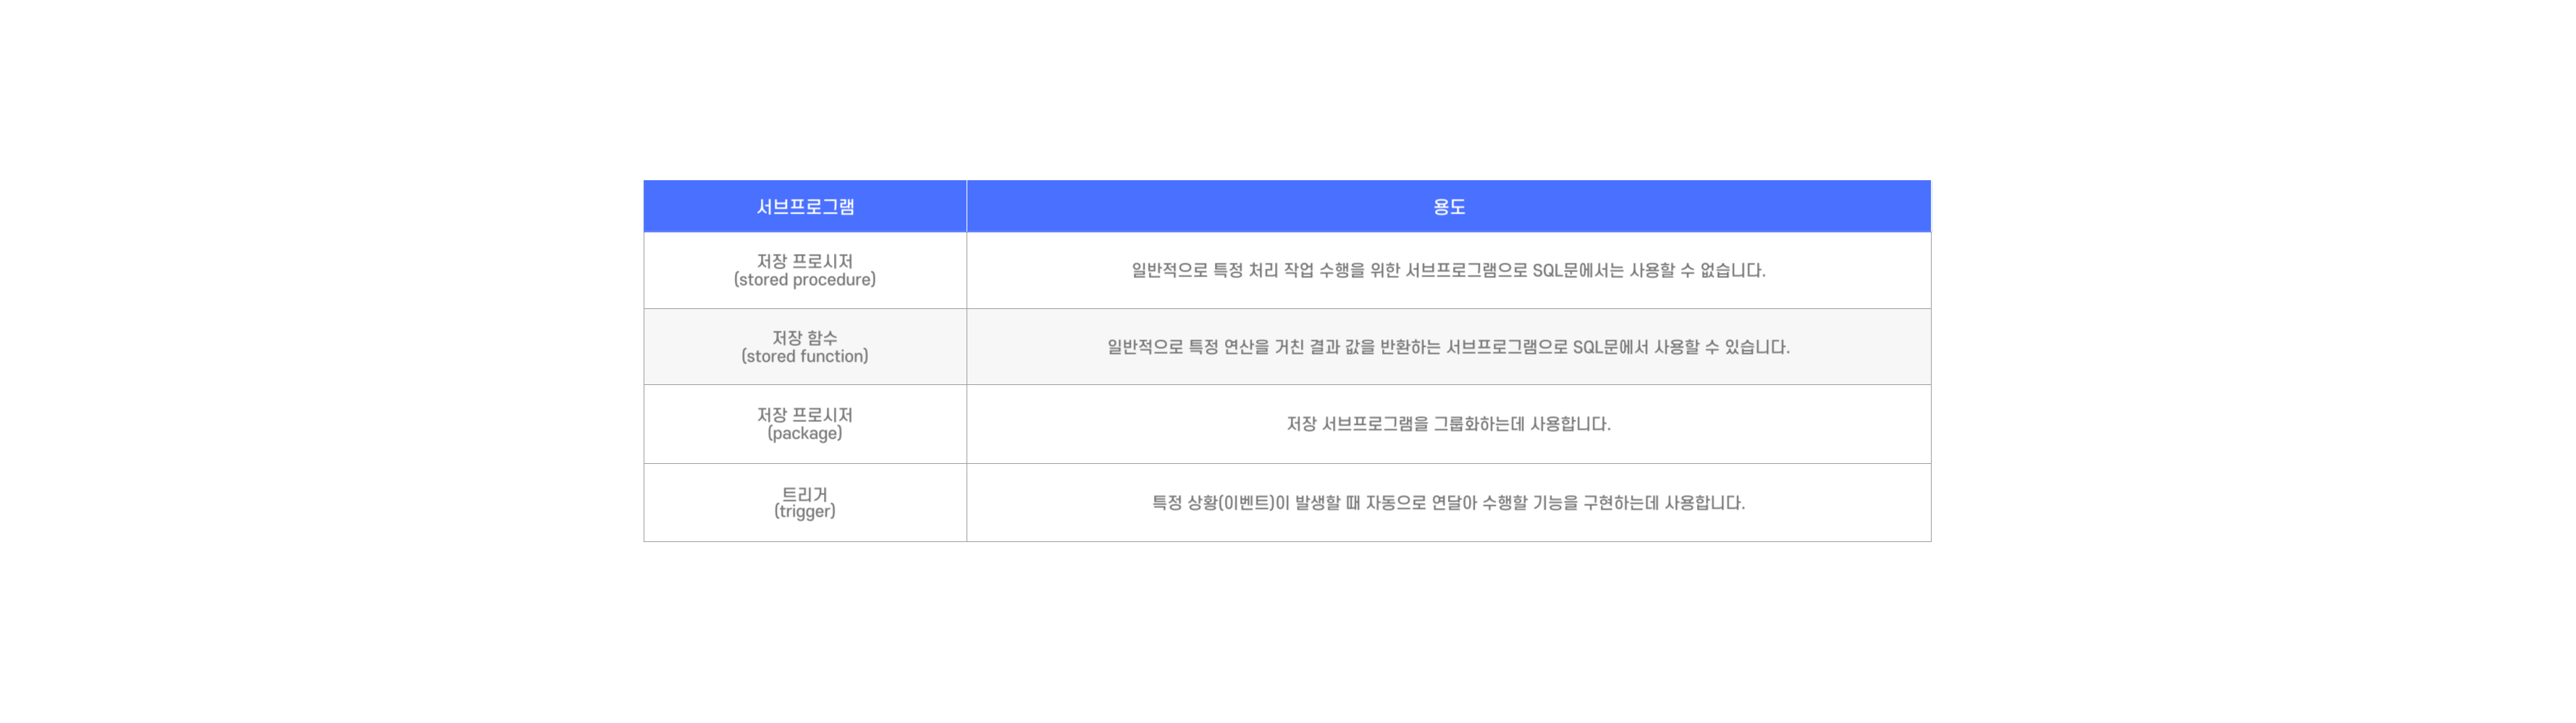 서브프로그램
용도
저장 프로시저
(stored procedure)
일반적으로 특정 처리 작업 수행을 위한 서브프로그램으로 SQL문에서는 사용할 수 없습니다.
저장 함수
(stored function)
일반적으로 특정 연산을 거친 결과 값을 반환하는 서브프로그램으로 SQL문에서 사용할 수 있습니다.
저장 프로시저
(package)
저장 서브프로그램을 그룹화하는데 사용합니다.
트리거
(trigger)
특정 상황(이벤트)이 발생할 때 자동으로 연달아 수행할 기능을 구현하는데 사용합니다.